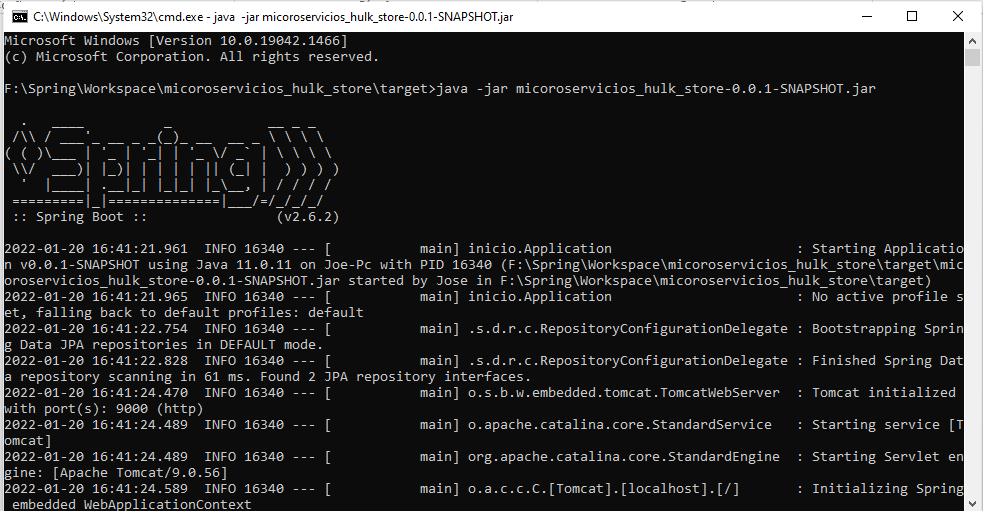 C:\Windows\System32\cmd.exe - java -jar micoroservicios_hulk_store-0.0.1-SNAPSHOT.jar
Microsoft Windows [Version 10.0.19042.1466]
(c) Microsoft Corporation. All rights reserved.
F:\Spring\Workspace\micoroservicios_hulk_store\target>java -jar micoroservicios_hulk_store-0.0.1-SNAPSHOT.jar
  .   ____          _            __ _ _
 /\\ / ___'_ __ _ _(_)_ __  __ _ \ \ \ \
( ( )\___ | '_ | '_| | '_ \/ _` | \ \ \ \
 \\/  ___)| |_)| | | | | || (_| |  ) ) ) )
  '  |____| .__|_| |_|_| |_\__, | / / / /
 =========|_|==============|___/=/_/_/_/
 :: Spring Boot ::                (v2.6.2)
2022-01-20 16:41:21.961  INFO 16340 --- [           main] inicio.Application                       : Starting Applicatio
n v0.0.1-SNAPSHOT using Java 11.0.11 on Joe-Pc with PID 16340 (F:\Spring\Workspace\micoroservicios_hulk_store\target\mic
oroservicios_hulk_store-0.0.1-SNAPSHOT.jar started by Jose in F:\Spring\Workspace\micoroservicios_hulk_store\target)
2022-01-20 16:41:21.965  INFO 16340 --- [           main] inicio.Application                       : No active profile s
et, falling back to default profiles: default
2022-01-20 16:41:22.754  INFO 16340 --- [           main] .s.d.r.c.RepositoryConfigurationDelegate : Bootstrapping Sprin
g Data JPA repositories in DEFAULT mode.
2022-01-20 16:41:22.828  INFO 16340 --- [           main] .s.d.r.c.RepositoryConfigurationDelegate : Finished Spring Dat
a repository scanning in 61 ms. Found 2 JPA repository interfaces.
2022-01-20 16:41:24.470  INFO 16340 --- [           main] o.s.b.w.embedded.tomcat.TomcatWebServer  : Tomcat initialized
with port(s): 9000 (http)
2022-01-20 16:41:24.489  INFO 16340 --- [           main] o.apache.catalina.core.StandardService   : Starting service [T
omcat]
2022-01-20 16:41:24.489  INFO 16340 --- [           main] org.apache.catalina.core.StandardEngine  : Starting Servlet en
gine: [Apache Tomcat/9.0.56]
2022-01-20 16:41:24.589  INFO 16340 --- [           main] o.a.c.c.C.[Tomcat].[localhost].[/]       : Initializing Spring
 embedded WebApplicationContext